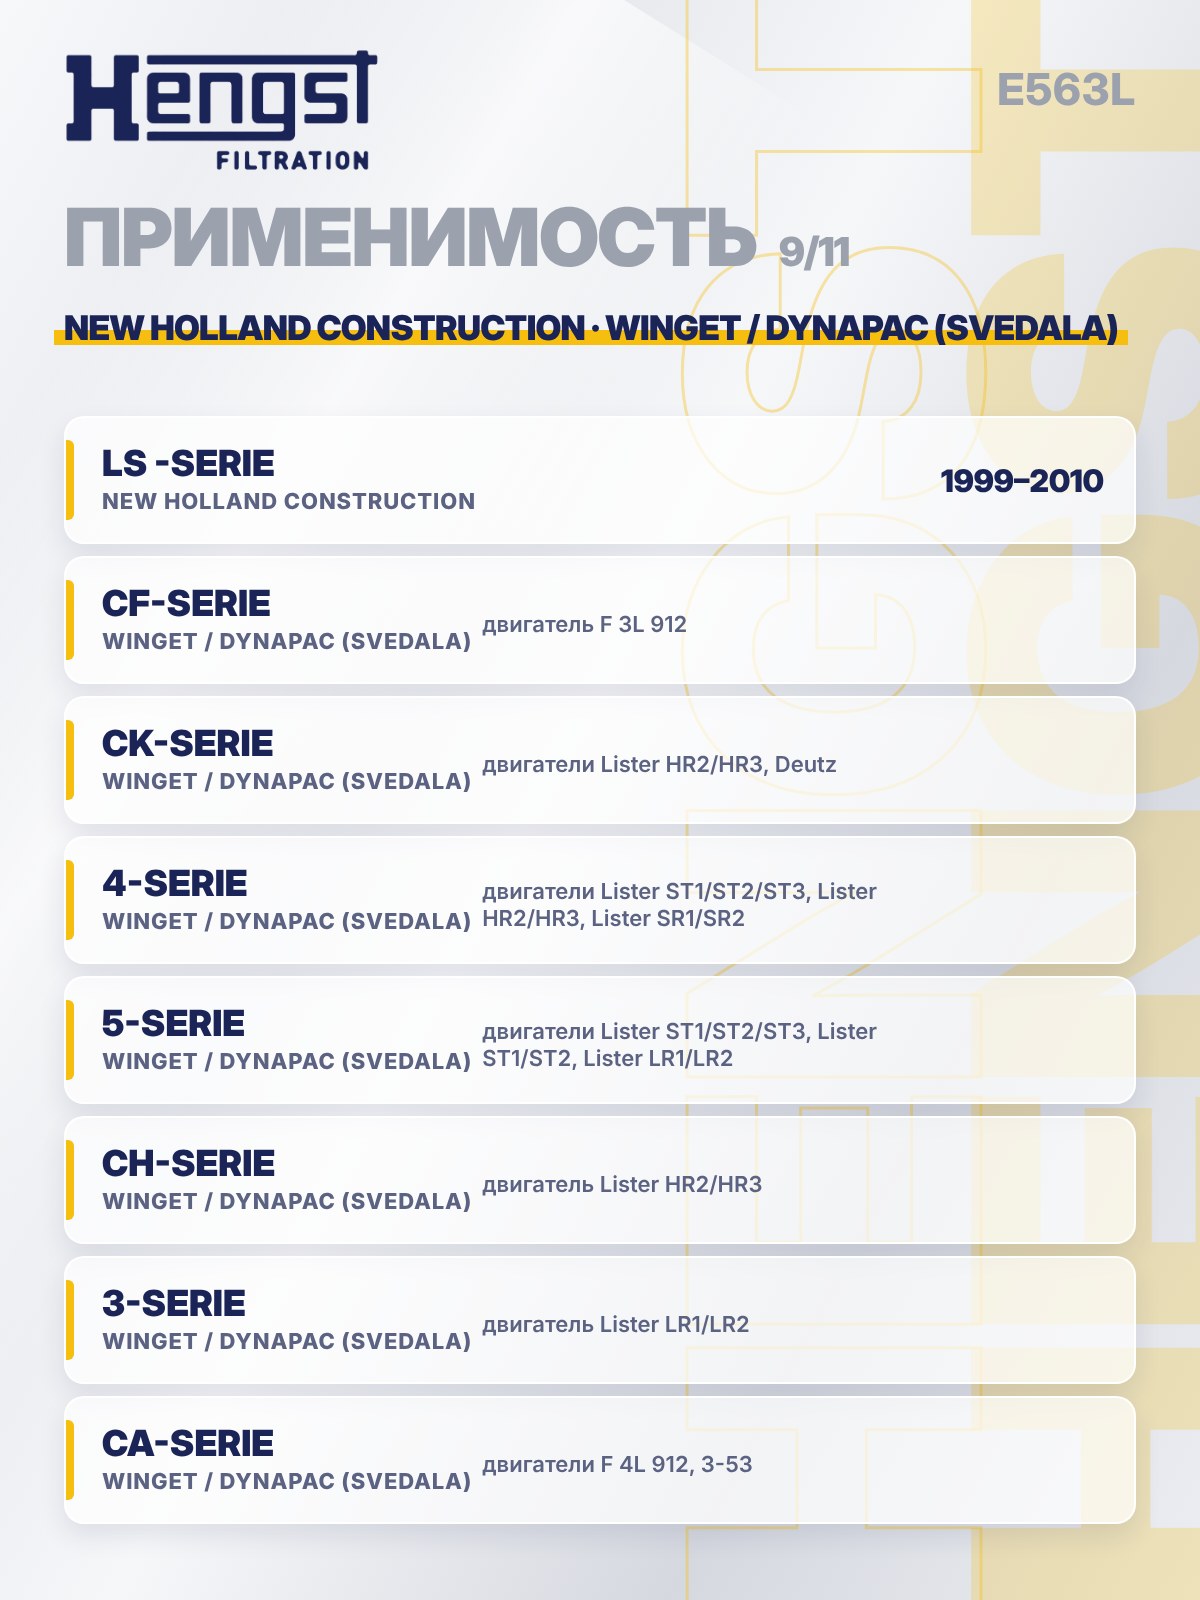 Hengst
FILTRATION
E563L
ПРИМЕНИМОСТЬ 9/11
NEW HOLLAND CONSTRUCTION · WINGET / DYNAPAC (SVEDALA)
LS -SERIE
NEW HOLLAND CONSTRUCTION
1999–2010
CF-SERIE
WINGET / DYNAPAC (SVEDALA)
двигатель F 3L 912
CK-SERIE
WINGET / DYNAPAC (SVEDALA)
двигатели Lister HR2/HR3, Deutz
4-SERIE
WINGET / DYNAPAC (SVEDALA)
двигатели Lister ST1/ST2/ST3, Lister
HR2/HR3, Lister SR1/SR2
5-SERIE
WINGET / DYNAPAC (SVEDALA)
двигатели Lister ST1/ST2/ST3, Lister
ST1/ST2, Lister LR1/LR2
CH-SERIE
WINGET / DYNAPAC (SVEDALA)
двигатель Lister HR2/HR3
3-SERIE
WINGET / DYNAPAC (SVEDALA)
двигатель Lister LR1/LR2
CA-SERIE
WINGET / DYNAPAC (SVEDALA)
двигатели F 4L 912, 3-53
HENGST
HENGST